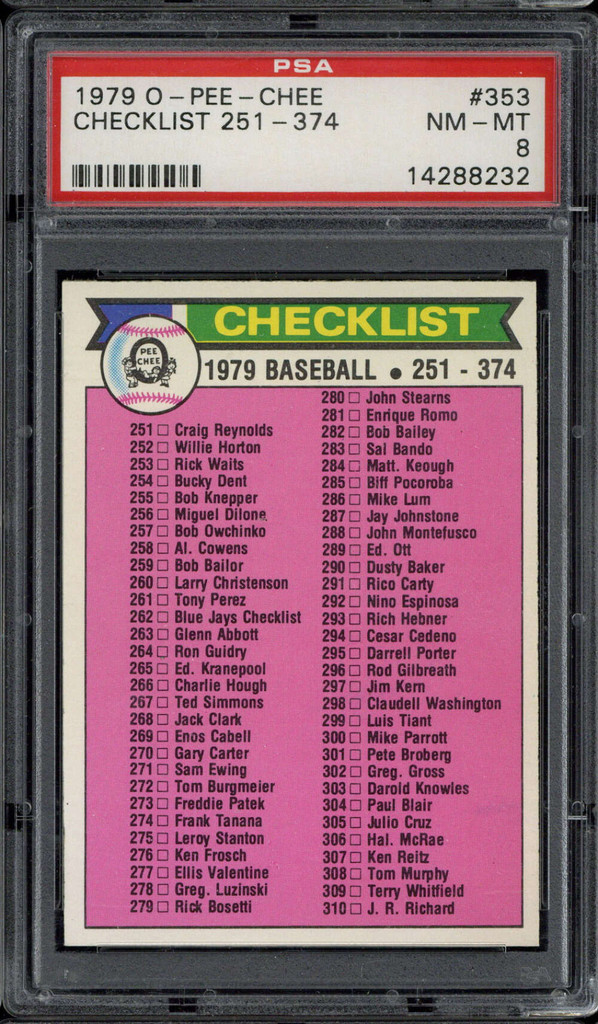 PSA
1979 O-PEE-CHEE #353
CHECKLIST 251-374 NM-MT
8
14288232
CHECKLIST
PEE
CHEE
1979 BASEBALL • 251 - 374
251 □ Craig Reynolds
252 □ Willie Horton
253 □ Rick Waits
254 □ Bucky Dent
255 □ Bob Knepper
256 □ Miguel Dilone
257 □ Bob Owchinko
258 □ Al. Cowens
259 □ Bob Bailor
260 □ Larry Christenson
261 □ Tony Perez
262 □ Blue Jays Checklist
263 □ Glenn Abbott
264 □ Ron Guidry
265 □ Ed. Kranepool
266 □ Charlie Hough
267 □ Ted Simmons
268 □ Jack Clark
269 □ Enos Cabell
270 □ Gary Carter
271 □ Sam Ewing
272 □ Tom Burgmeier
273 □ Freddie Patek
274 □ Frank Tanana
275 □ Leroy Stanton
276 □ Ken Frosch
277 □ Ellis Valentine
278 □ Greg. Luzinski
279 □ Rick Bosetti
280 □ John Stearns
281 □ Enrique Romo
282 □ Bob Bailey
283 □ Sal Bando
284 □ Matt. Keough
285 □ Biff Pocoroba
286 □ Mike Lum
287 □ Jay Johnstone
288 □ John Montefusco
289 □ Ed. Ott
290 □ Dusty Baker
291 □ Rico Carty
292 □ Nino Espinosa
293 □ Rich Hebner
294 □ Cesar Cedeno
295 □ Darrell Porter
296 □ Rod Gilbreath
297 □ Jim Kern
298 □ Claudell Washington
299 □ Luis Tiant
300 □ Mike Parrott
301 □ Pete Broberg
302 □ Greg. Gross
303 □ Darold Knowles
304 □ Paul Blair
305 □ Julio Cruz
306 □ Hal. McRae
307 □ Ken Reitz
308 □ Tom Murphy
309 □ Terry Whitfield
310 □ J. R. Richard